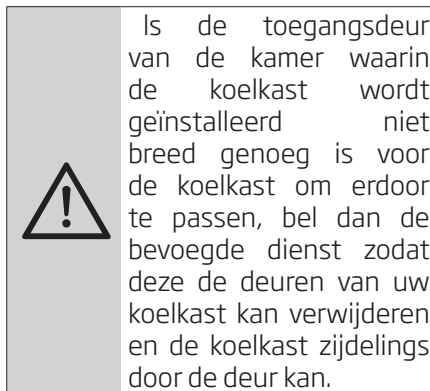 Is de toegangsdeur
van de kamer waarin
de koelkast wordt
geïnstalleerd niet
breed genoeg is voor
de koelkast om erdoor
te passen, bel dan de
bevoegde dienst zodat
deze de deuren van uw
koelkast kan verwijderen
en de koelkast zijdelings
door de deur kan.